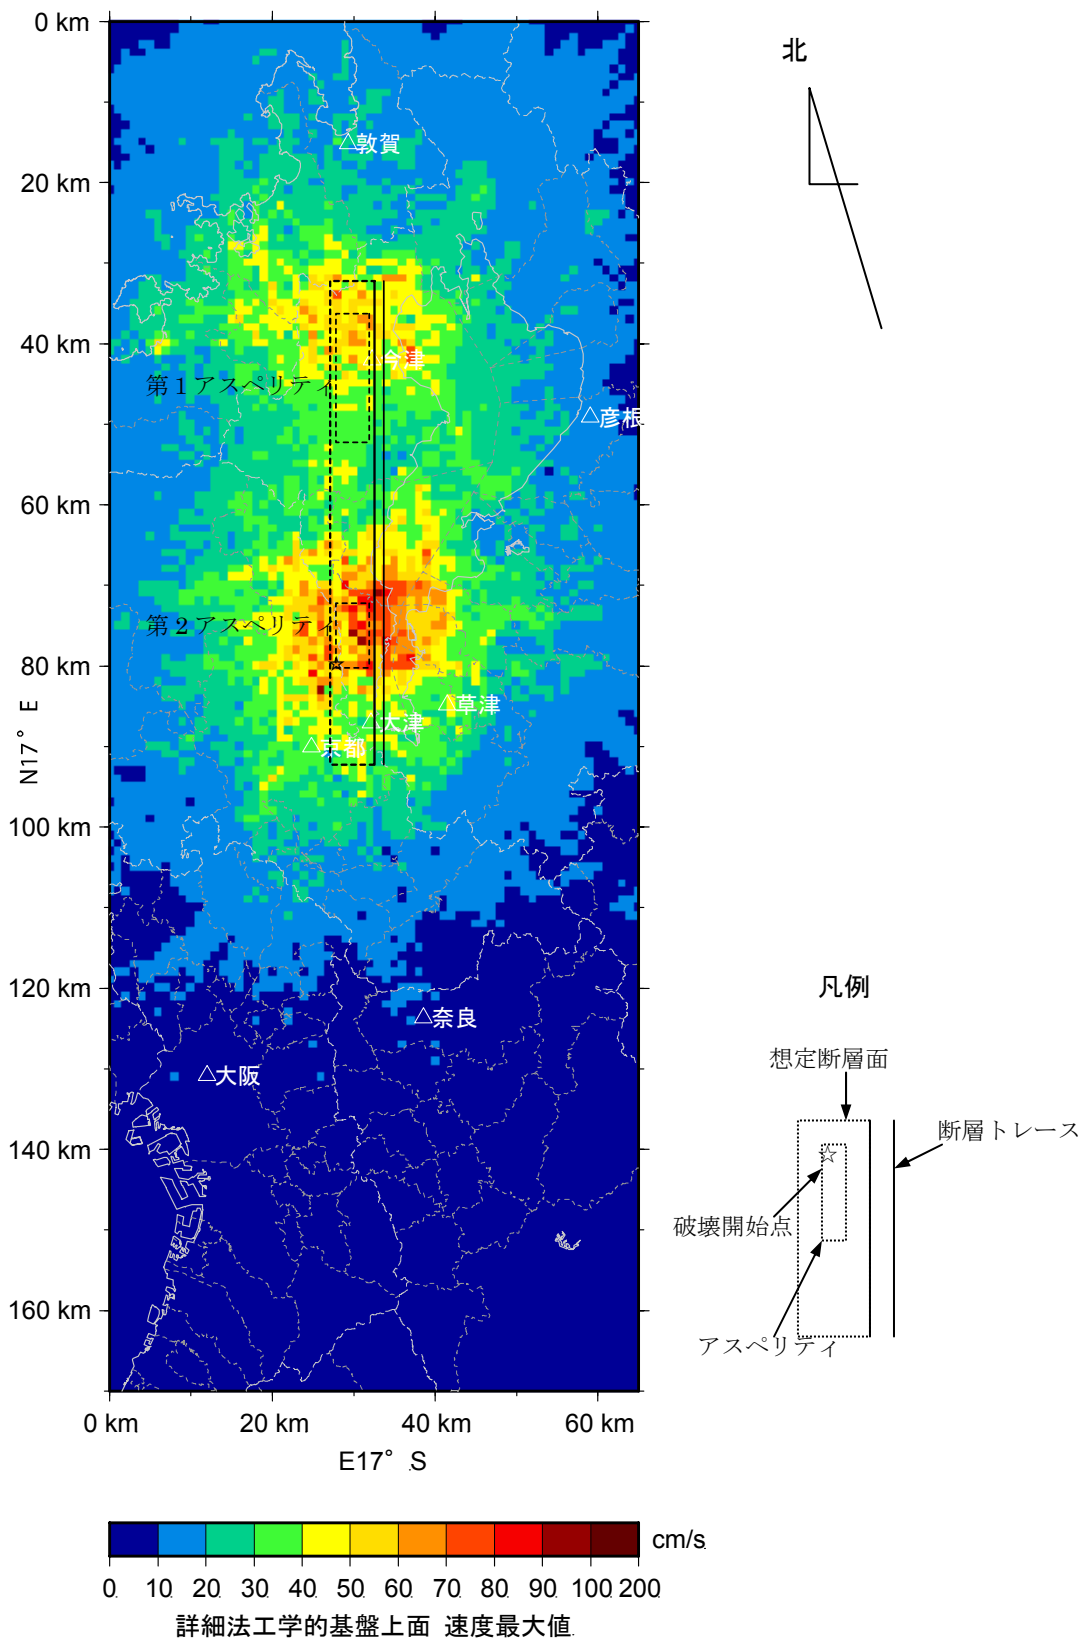 0 km
20 km
40 km
60 km
80 km
100 km
120 km
140 km
160 km
N17° E
敦賀
今津
第1アスペリティ
彦根
第2アスペリティ
草津
大津
京都
奈良
大阪
0 km 20 km 40 km 60 km
E17° S
北
凡例
想定断層面
断層トレース
破壊開始点
アスペリティ
cm/s
0. 10. 20. 30. 40. 50. 60. 70. 80. 90. 100. 200.
詳細法工学的基盤上面 速度最大値